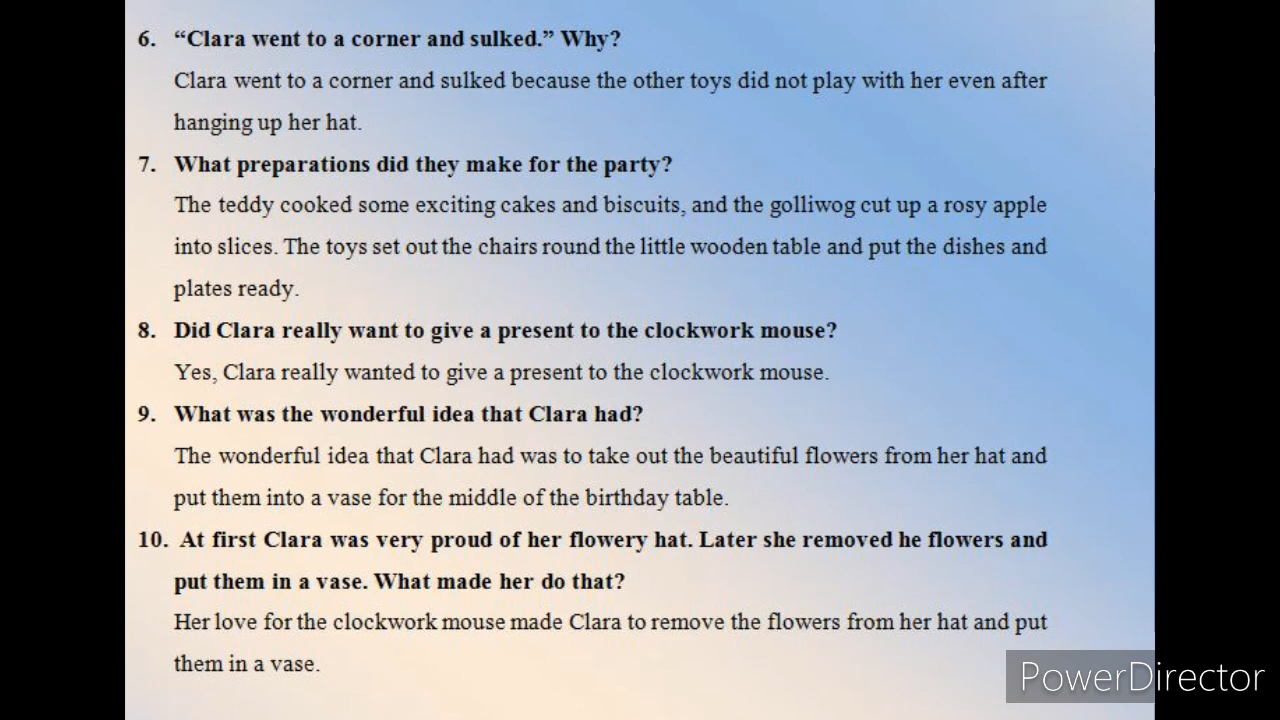 6. “Clara went to a corner and sulked.” Why?
Clara went to a corner and sulked because the other toys did not play with her even after
hanging up her hat.
7. What preparations did they make for the party?
The teddy cooked some exciting cakes and biscuits, and the golliwog cut up a rosy apple
into slices. The toys set out the chairs round the little wooden table and put the dishes and
plates ready.
8. Did Clara really want to give a present to the clockwork mouse?
Yes, Clara really wanted to give a present to the clockwork mouse.
9. What was the wonderful idea that Clara had?
The wonderful idea that Clara had was to take out the beautiful flowers from her hat and
put them into a vase for the middle of the birthday table.
10. At first Clara was very proud of her flowery hat. Later she removed he flowers and
put them in a vase. What made her do that?
Her love for the clockwork mouse made Clara to remove the flowers from her hat and put
them in a vase.
PowerDirector